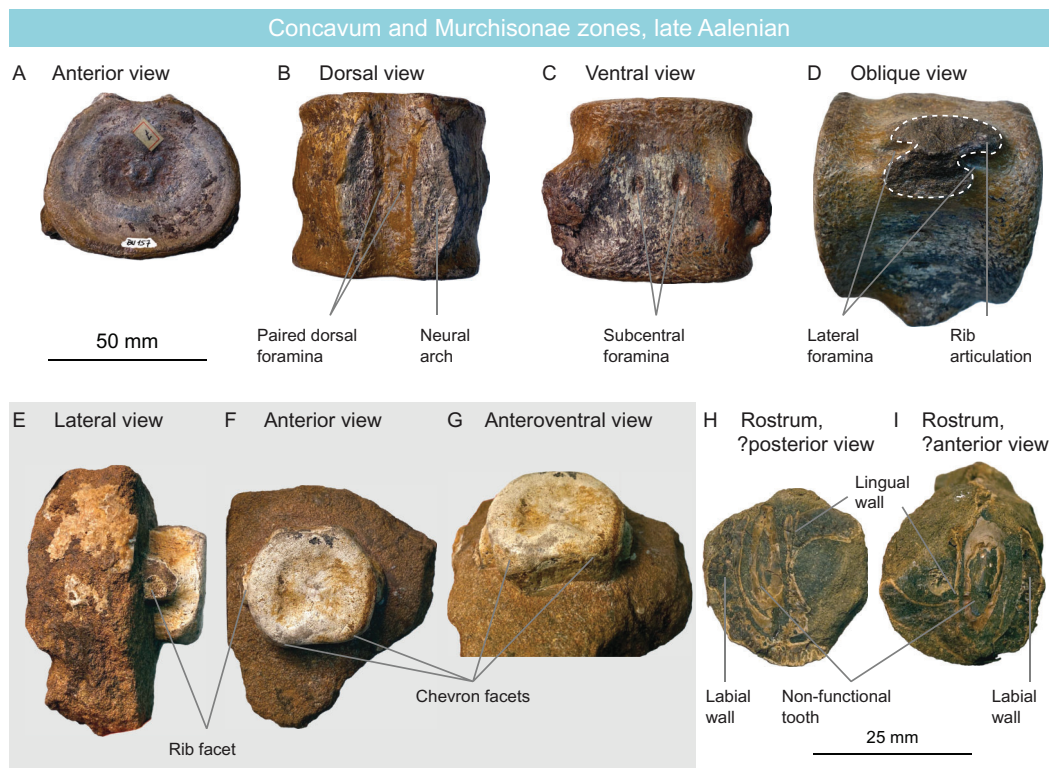 Concavum and Murchisonae zones, late Aalenian
A Anterior view
B Dorsal view
C Ventral view
D Oblique view
BU 157
50 mm
Paired dorsal
foramina
Neural
arch
Subcentral
foramina
Lateral
foramina
Rib
articulation
E Lateral view
F Anterior view
G Anteroventral view
H Rostrum,
?posterior view
I Rostrum,
?anterior view
Lingual
wall
Rib facet
Chevron facets
Labial
wall
Non-functional
tooth
Labial
wall
25 mm